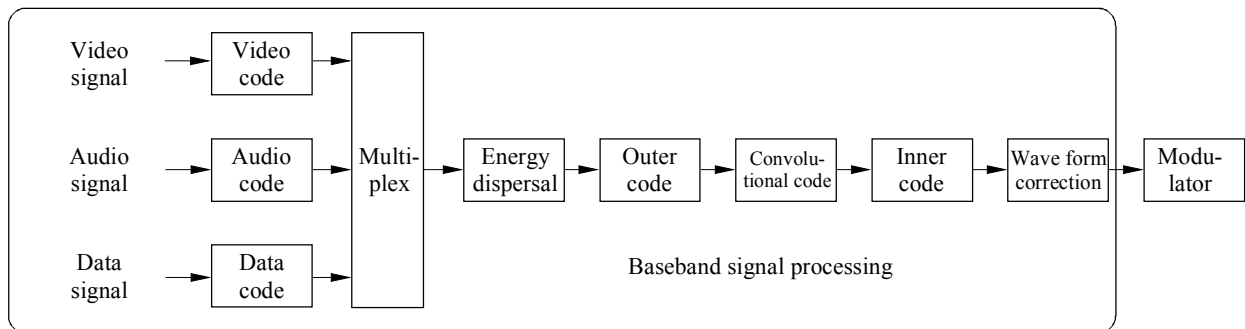 Video
signal
Video
code
Audio
signal
Audio
code
Data
signal
Data
code
Multi-
plex
Energy
dispersal
Outer
code
Convolu-
tional code
Inner
code
Wave form
correction
Modu-
lator
Baseband signal processing